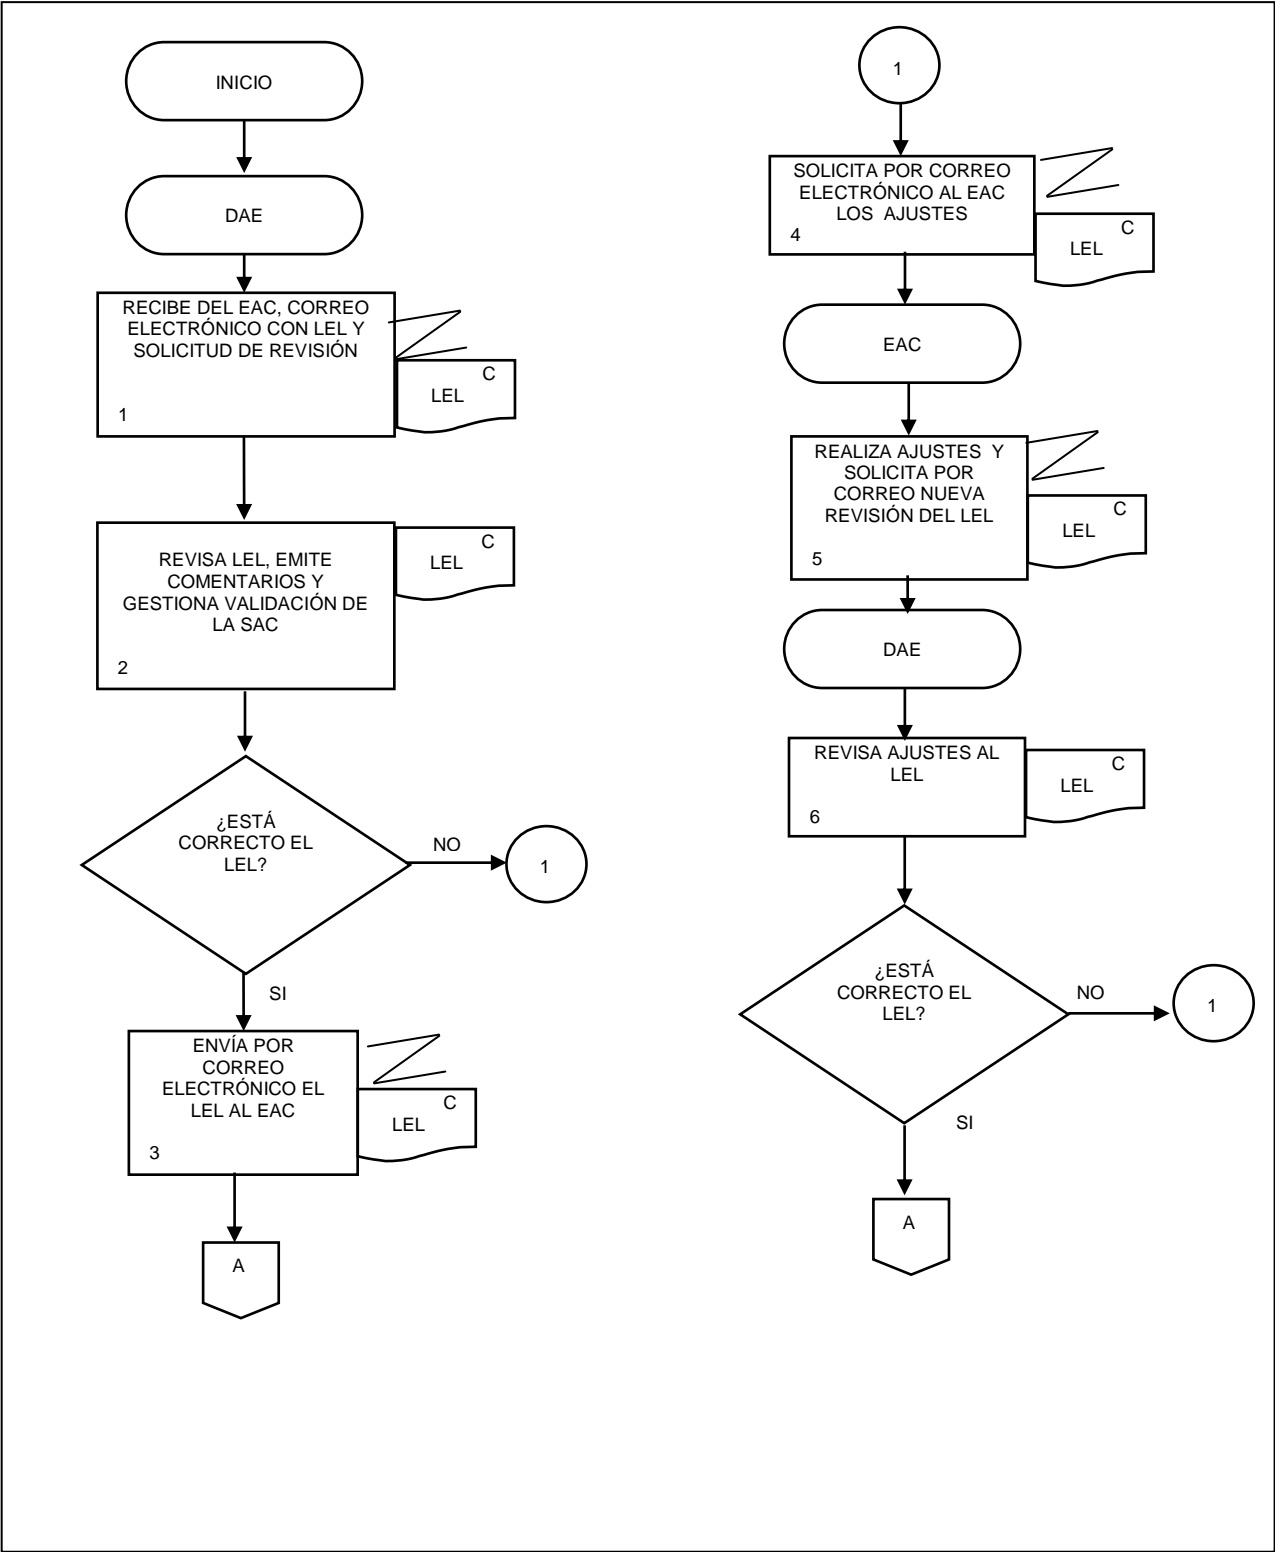 INICIO
DAE
RECIBE DEL EAC, CORREO
ELECTRÓNICO CON LEL Y
SOLICITUD DE REVISIÓN
1
C
LEL
REVISA LEL, EMITE
COMENTARIOS Y
GESTIONA VALIDACIÓN DE
LA SAC
2
C
LEL
¿ESTÁ
CORRECTO EL
LEL?
NO
1
SI
ENVÍA POR
CORREO
ELECTRÓNICO EL
LEL AL EAC
3
C
LEL
A
1
SOLICITA POR CORREO
ELECTRÓNICO AL EAC
LOS AJUSTES
4
C
LEL
EAC
REALIZA AJUSTES Y
SOLICITA POR
CORREO NUEVA
REVISIÓN DEL LEL
5
C
LEL
DAE
REVISA AJUSTES AL
LEL
6
C
LEL
¿ESTÁ
CORRECTO EL
LEL?
NO
1
SI
A